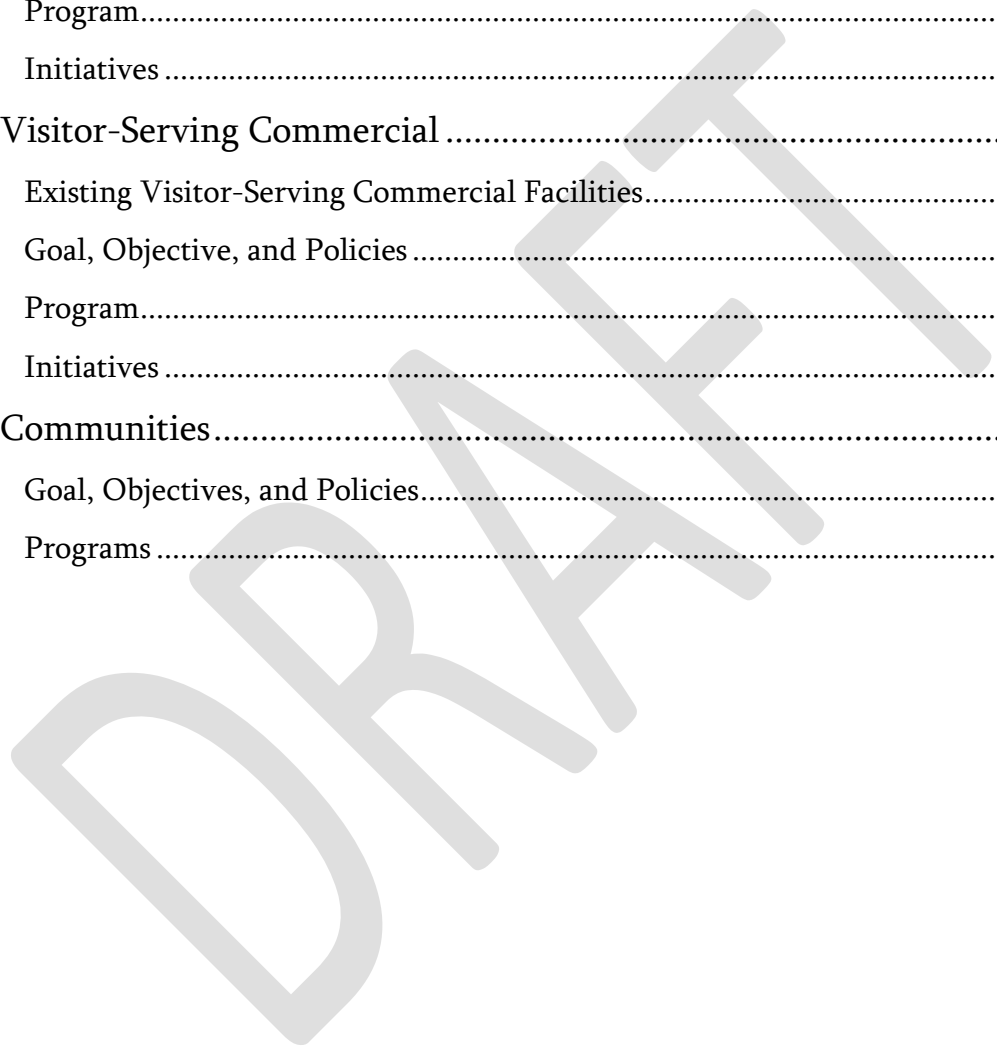 Program........................................................................................................
Initiatives .....................................................................................................
Visitor-Serving Commercial .................................................................
Existing Visitor-Serving Commercial Facilities...........................................
Goal, Objective, and Policies .......................................................................
Program........................................................................................................
Initiatives .....................................................................................................
Communities..........................................................................................
Goal, Objectives, and Policies......................................................................
Programs ......................................................................................................
DRAFT